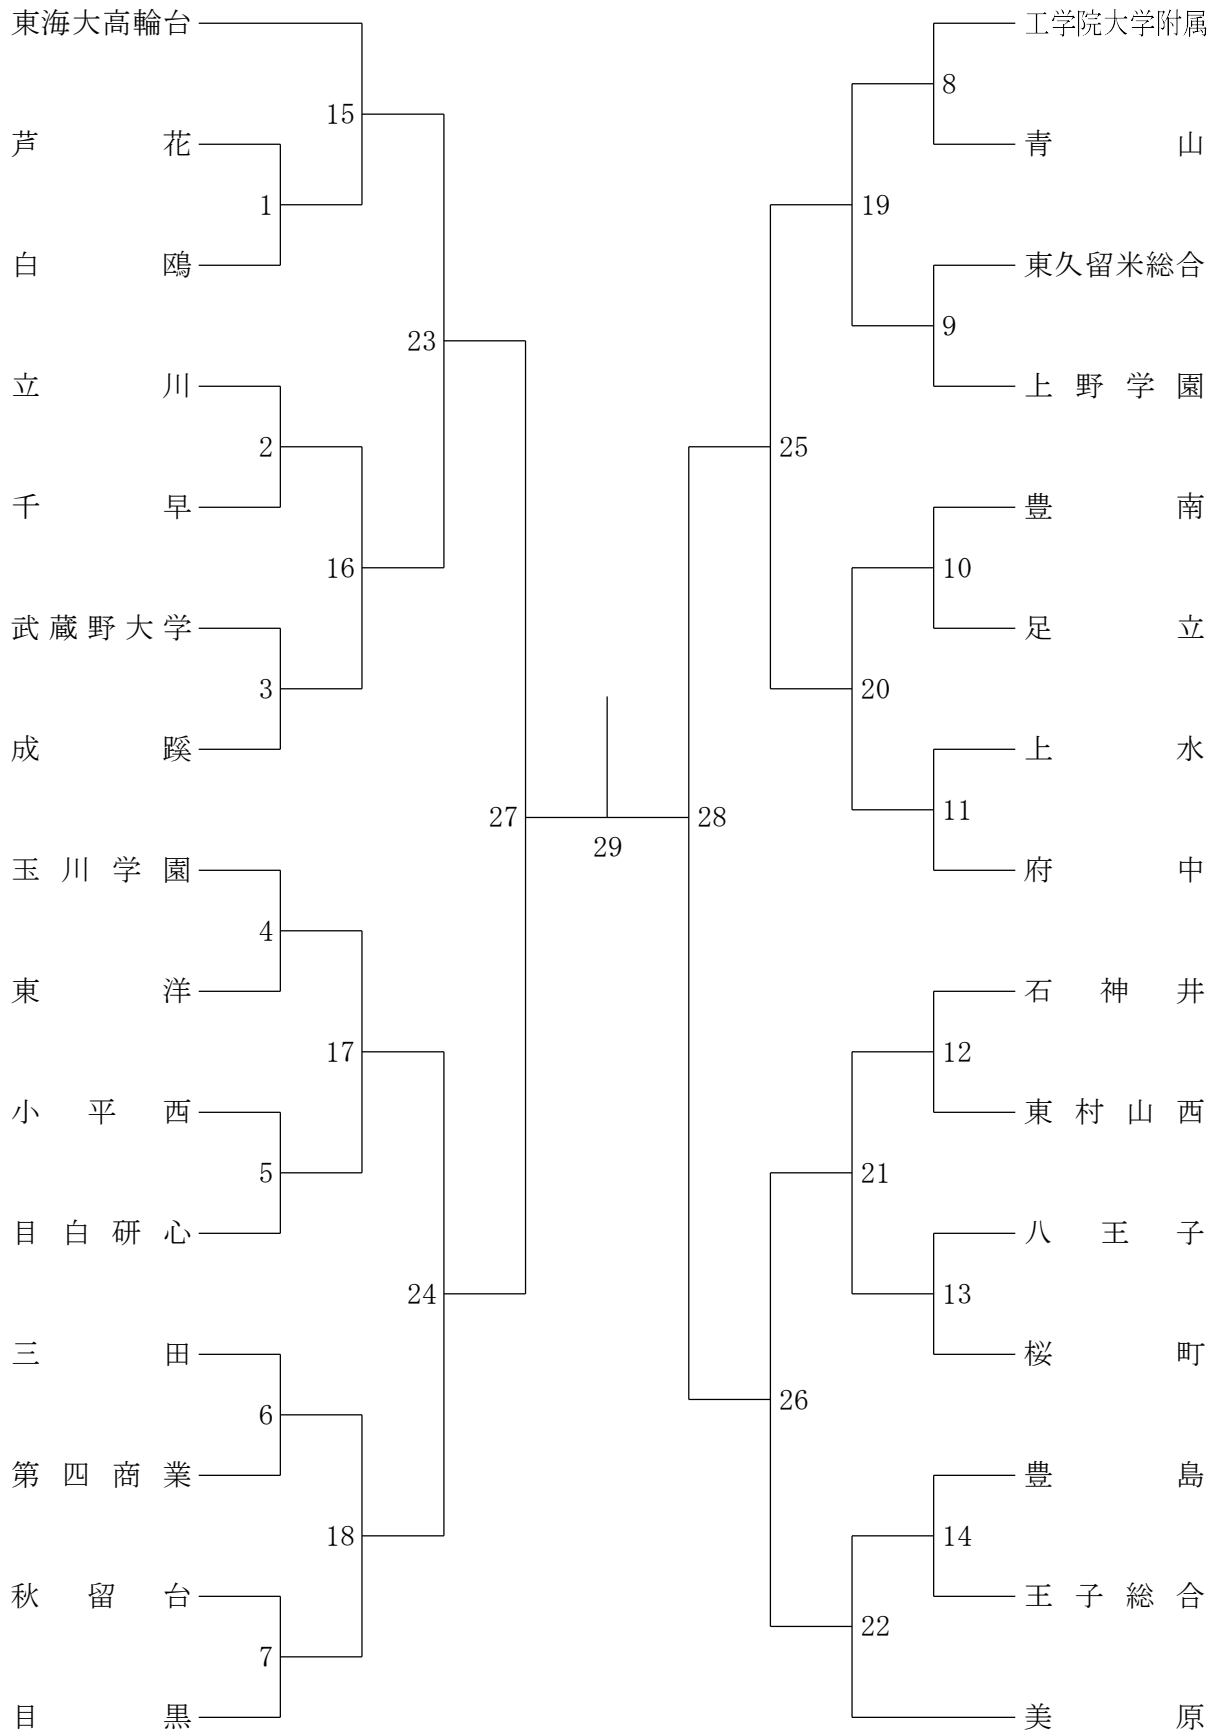 東海大高輪台
15
芦花
1
白鴎
23
立川
2
千早
16
武蔵野大学
3
成蹊
27
玉川学園
4
東洋
17
小平西
5
目白研心
24
三田
6
第四商業
18
秋留台
7
目黒
29
工学院大学附属
8
青山
19
東久留米総合
9
上野学園
25
豊南
10
足立
20
上水
11
府中
28
石神井
12
東村山西
21
八王子
13
桜町
26
豊島
14
王子総合
22
美原